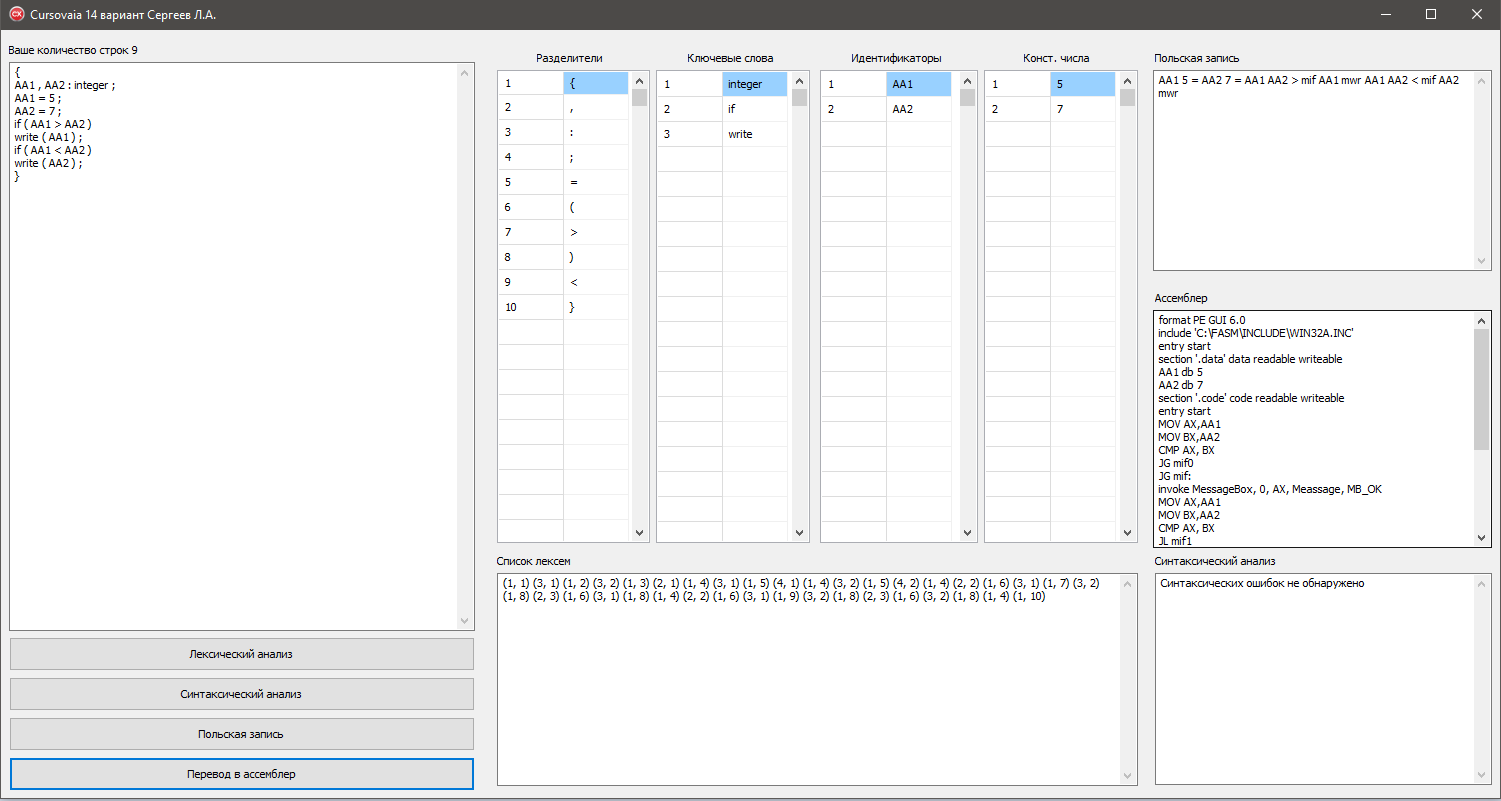 Cursovaia 14 вариант Сергеев Л.А.
Ваше количество строк 9
{
AA1 , AA2 : integer ;
AA1 = 5 ;
AA2 = 7 ;
if ( AA1 > AA2 )
write ( AA1 ) ;
if ( AA1 < AA2 )
write ( AA2 ) ;
}
Лексический анализ
Синтаксический анализ
Польская запись
Перевод в ассемблер
Разделители
1 {
2 ,
3 :
4 ;
5 =
6 (
7 >
8 )
9 <
10 }
Ключевые слова
1 integer
2 if
3 write
Идентификаторы
1 AA1
2 AA2
Конст. числа
1 5
2 7
Список лексем
(1, 1) (3, 1) (1, 2) (3, 2) (1, 3) (2, 1) (1, 4) (3, 1) (1, 5) (4, 1) (1, 4) (3, 2) (1, 5) (4, 2) (1, 4) (2, 2) (1, 6) (3, 1) (1, 7) (3, 2)
(1, 8) (2, 3) (1, 6) (3, 1) (1, 8) (1, 4) (2, 2) (1, 6) (3, 1) (1, 9) (3, 2) (1, 8) (2, 3) (1, 6) (3, 2) (1, 8) (1, 4) (1, 10)
Польская запись
AA1 5 = AA2 7 = AA1 AA2 > mif AA1 mwr AA1 AA2 < mif AA2
mwr
Ассемблер
format PE GUI 6.0
include 'C:\FASM\INCLUDE\WIN32A.INC'
entry start
section '.data' data readable writeable
AA1 db 5
AA2 db 7
section '.code' code readable writeable
entry start
MOV AX,AA1
MOV BX,AA2
CMP AX, BX
JG mif0
JG mif:
invoke MessageBox, 0, AX, Meassage, MB_OK
MOV AX,AA1
MOV BX,AA2
CMP AX, BX
JL mif1
Синтаксический анализ
Синтаксических ошибок не обнаружено